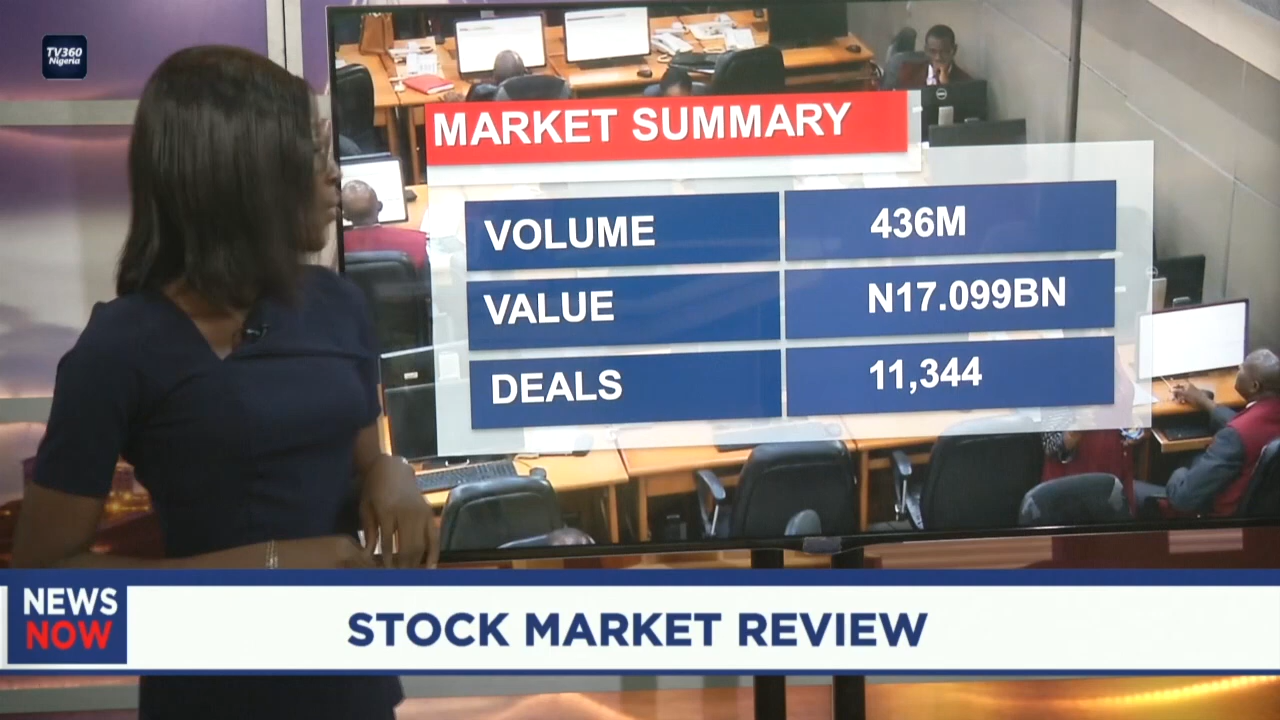 TV360
Nigeria
MARKET SUMMARY
VOLUME 436M
VALUE N17.099BN
DEALS 11,344
NEWS
NOW
STOCK MARKET REVIEW